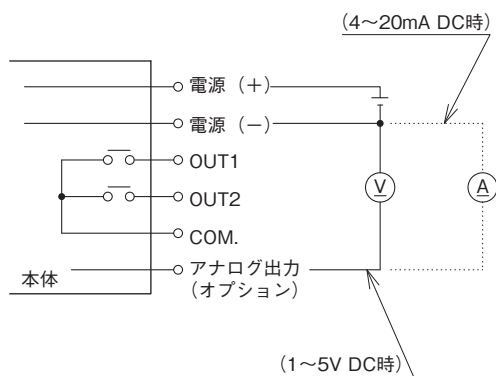 （4〜20mA DC時）
電源（＋）
電源（−）
OUT1
V
A
OUT2
COM.
アナログ出力
（オプション）
本体
（1〜5V DC時）